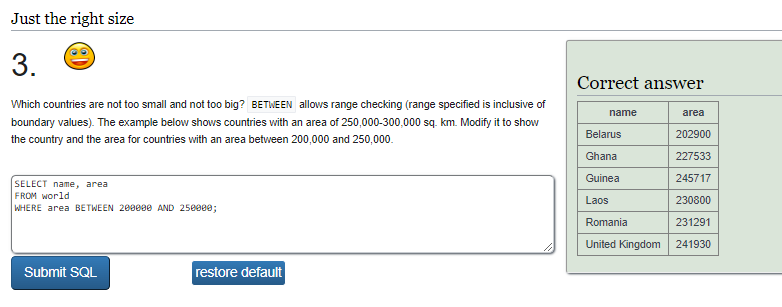 Just the right size
3.
Which countries are not too small and not too big? BETWEEN allows range checking (range specified is inclusive of
boundary values). The example below shows countries with an area of 250,000-300,000 sq. km. Modify it to show
the country and the area for countries with an area between 200,000 and 250,000.
SELECT name, area
FROM world
WHERE area BETWEEN 200000 AND 250000;
Submit SQL restore default
Correct answer
name area
Belarus 202900
Ghana 227533
Guinea 245717
Laos 230800
Romania 231291
United Kingdom 241930